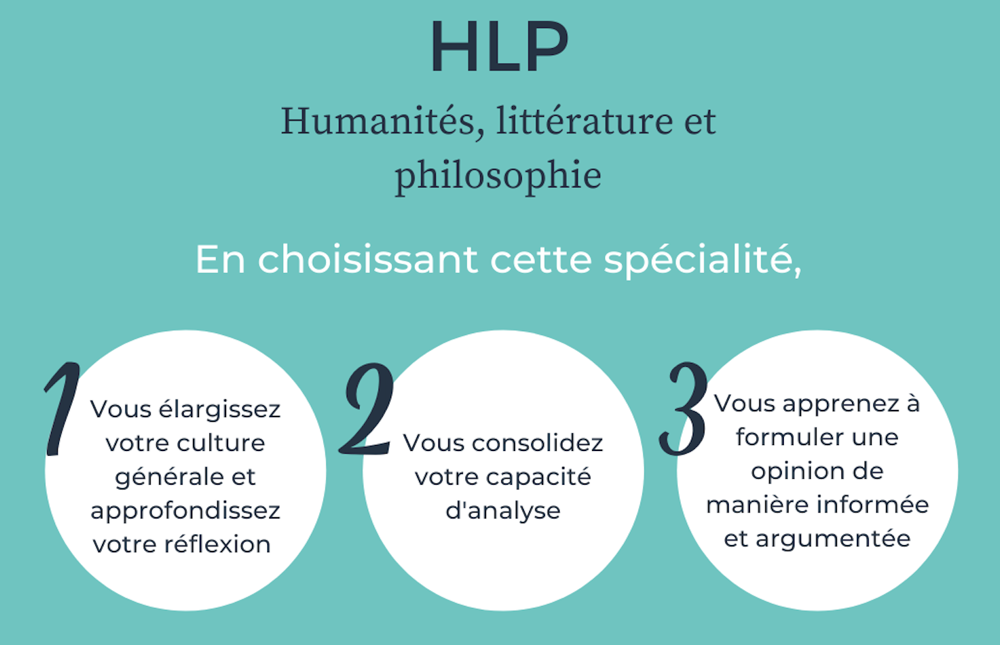 HLP
Humanités, littérature et
philosophie
En choisissant cette spécialité,
1
Vous élargissez
votre culture
générale et
approfondissez
votre réflexion
2
Vous consolidez
votre capacité
d'analyse
3
Vous apprenez à
formuler une
opinion de
manière informée
et argumentée